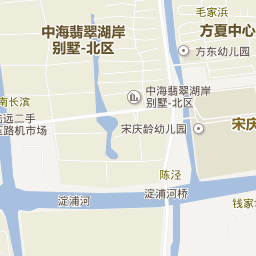 毛家浜
方夏中心
中海翡翠湖岸
别墅-北区
方东幼儿园
中海翡翠湖岸
别墅-北区
南长滨
远二手
压路机市场
宋庆龄幼儿园
宋庆
陈泾
淀浦河
淀浦河桥
钱家